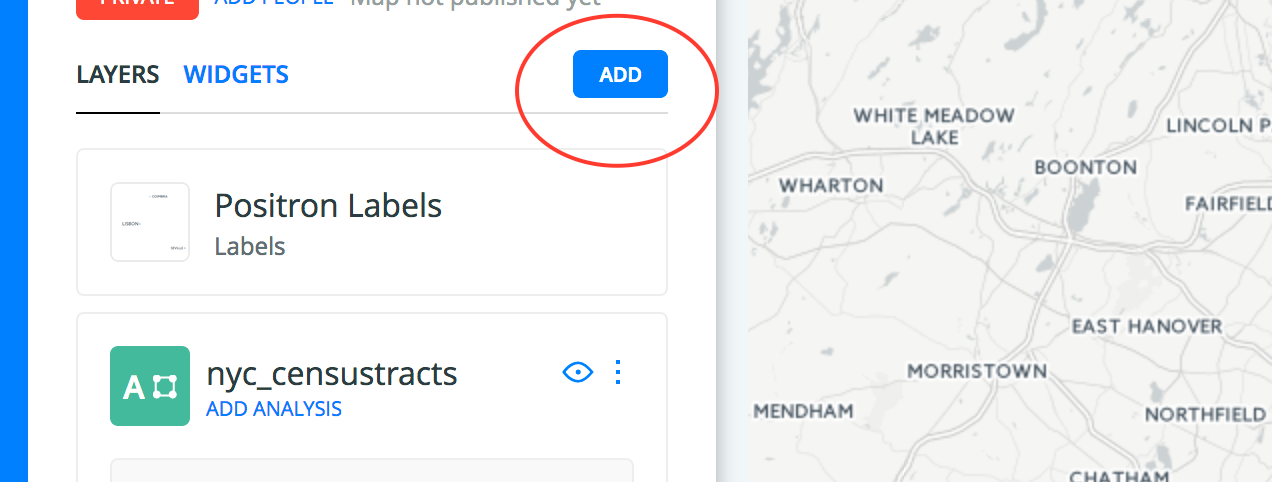 PRIVATE ADD PEOPLE Map not published yet
LAYERS WIDGETS ADD
Positron Labels
Labels
COIMBRA
LISBON
SEVILLE
A nyc_censustracts
ADD ANALYSIS
WHITE MEADOW
LAKE
LINCOLN P
BOONTON
WHARTON
FAIRFIELD
EAST HANOVER
MORRISTOWN
MENDHAM
NORTHFIELD
CHATHAM